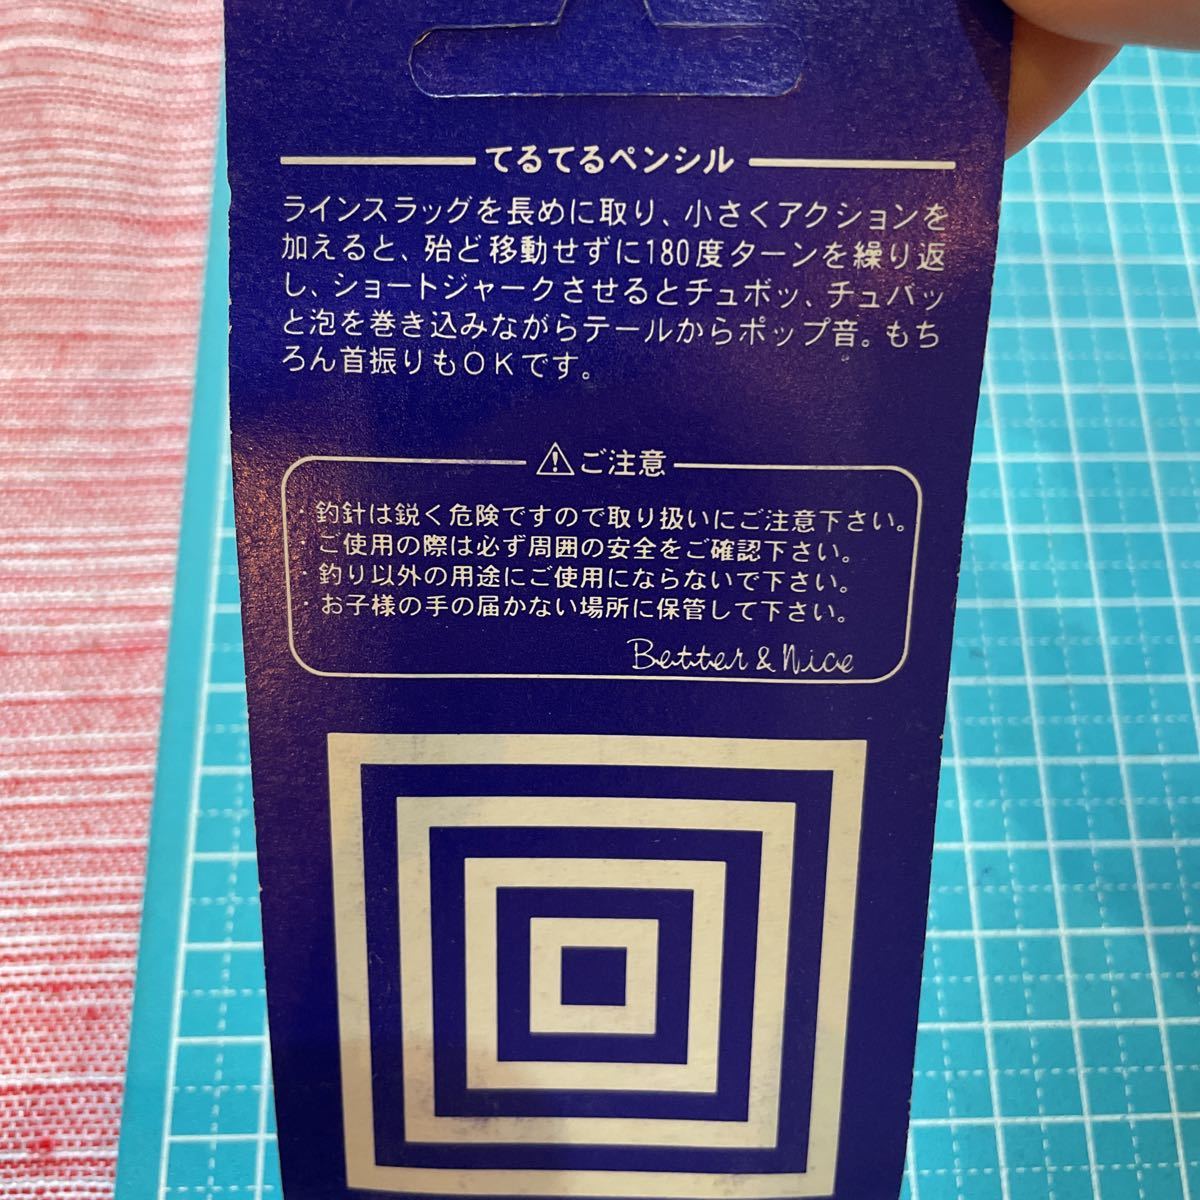 てるてるペンシル
ラインスラッグを長めに取り、小さくアクションを
加えると、殆ど移動せずに180度ターンを繰り返
し、ショートジャークさせるとチュボッ、チュバッ
と泡を巻き込みながらテールからポップ音。もち
ろん首振りもOKです。
⚠ご注意
・釣針は鋭く危険ですので取り扱いにご注意下さい。
・ご使用の際は必ず周囲の安全をご確認下さい。
・釣り以外の用途にご使用にならないで下さい。
・お子様の手の届かない場所に保管して下さい。
Better & Nice